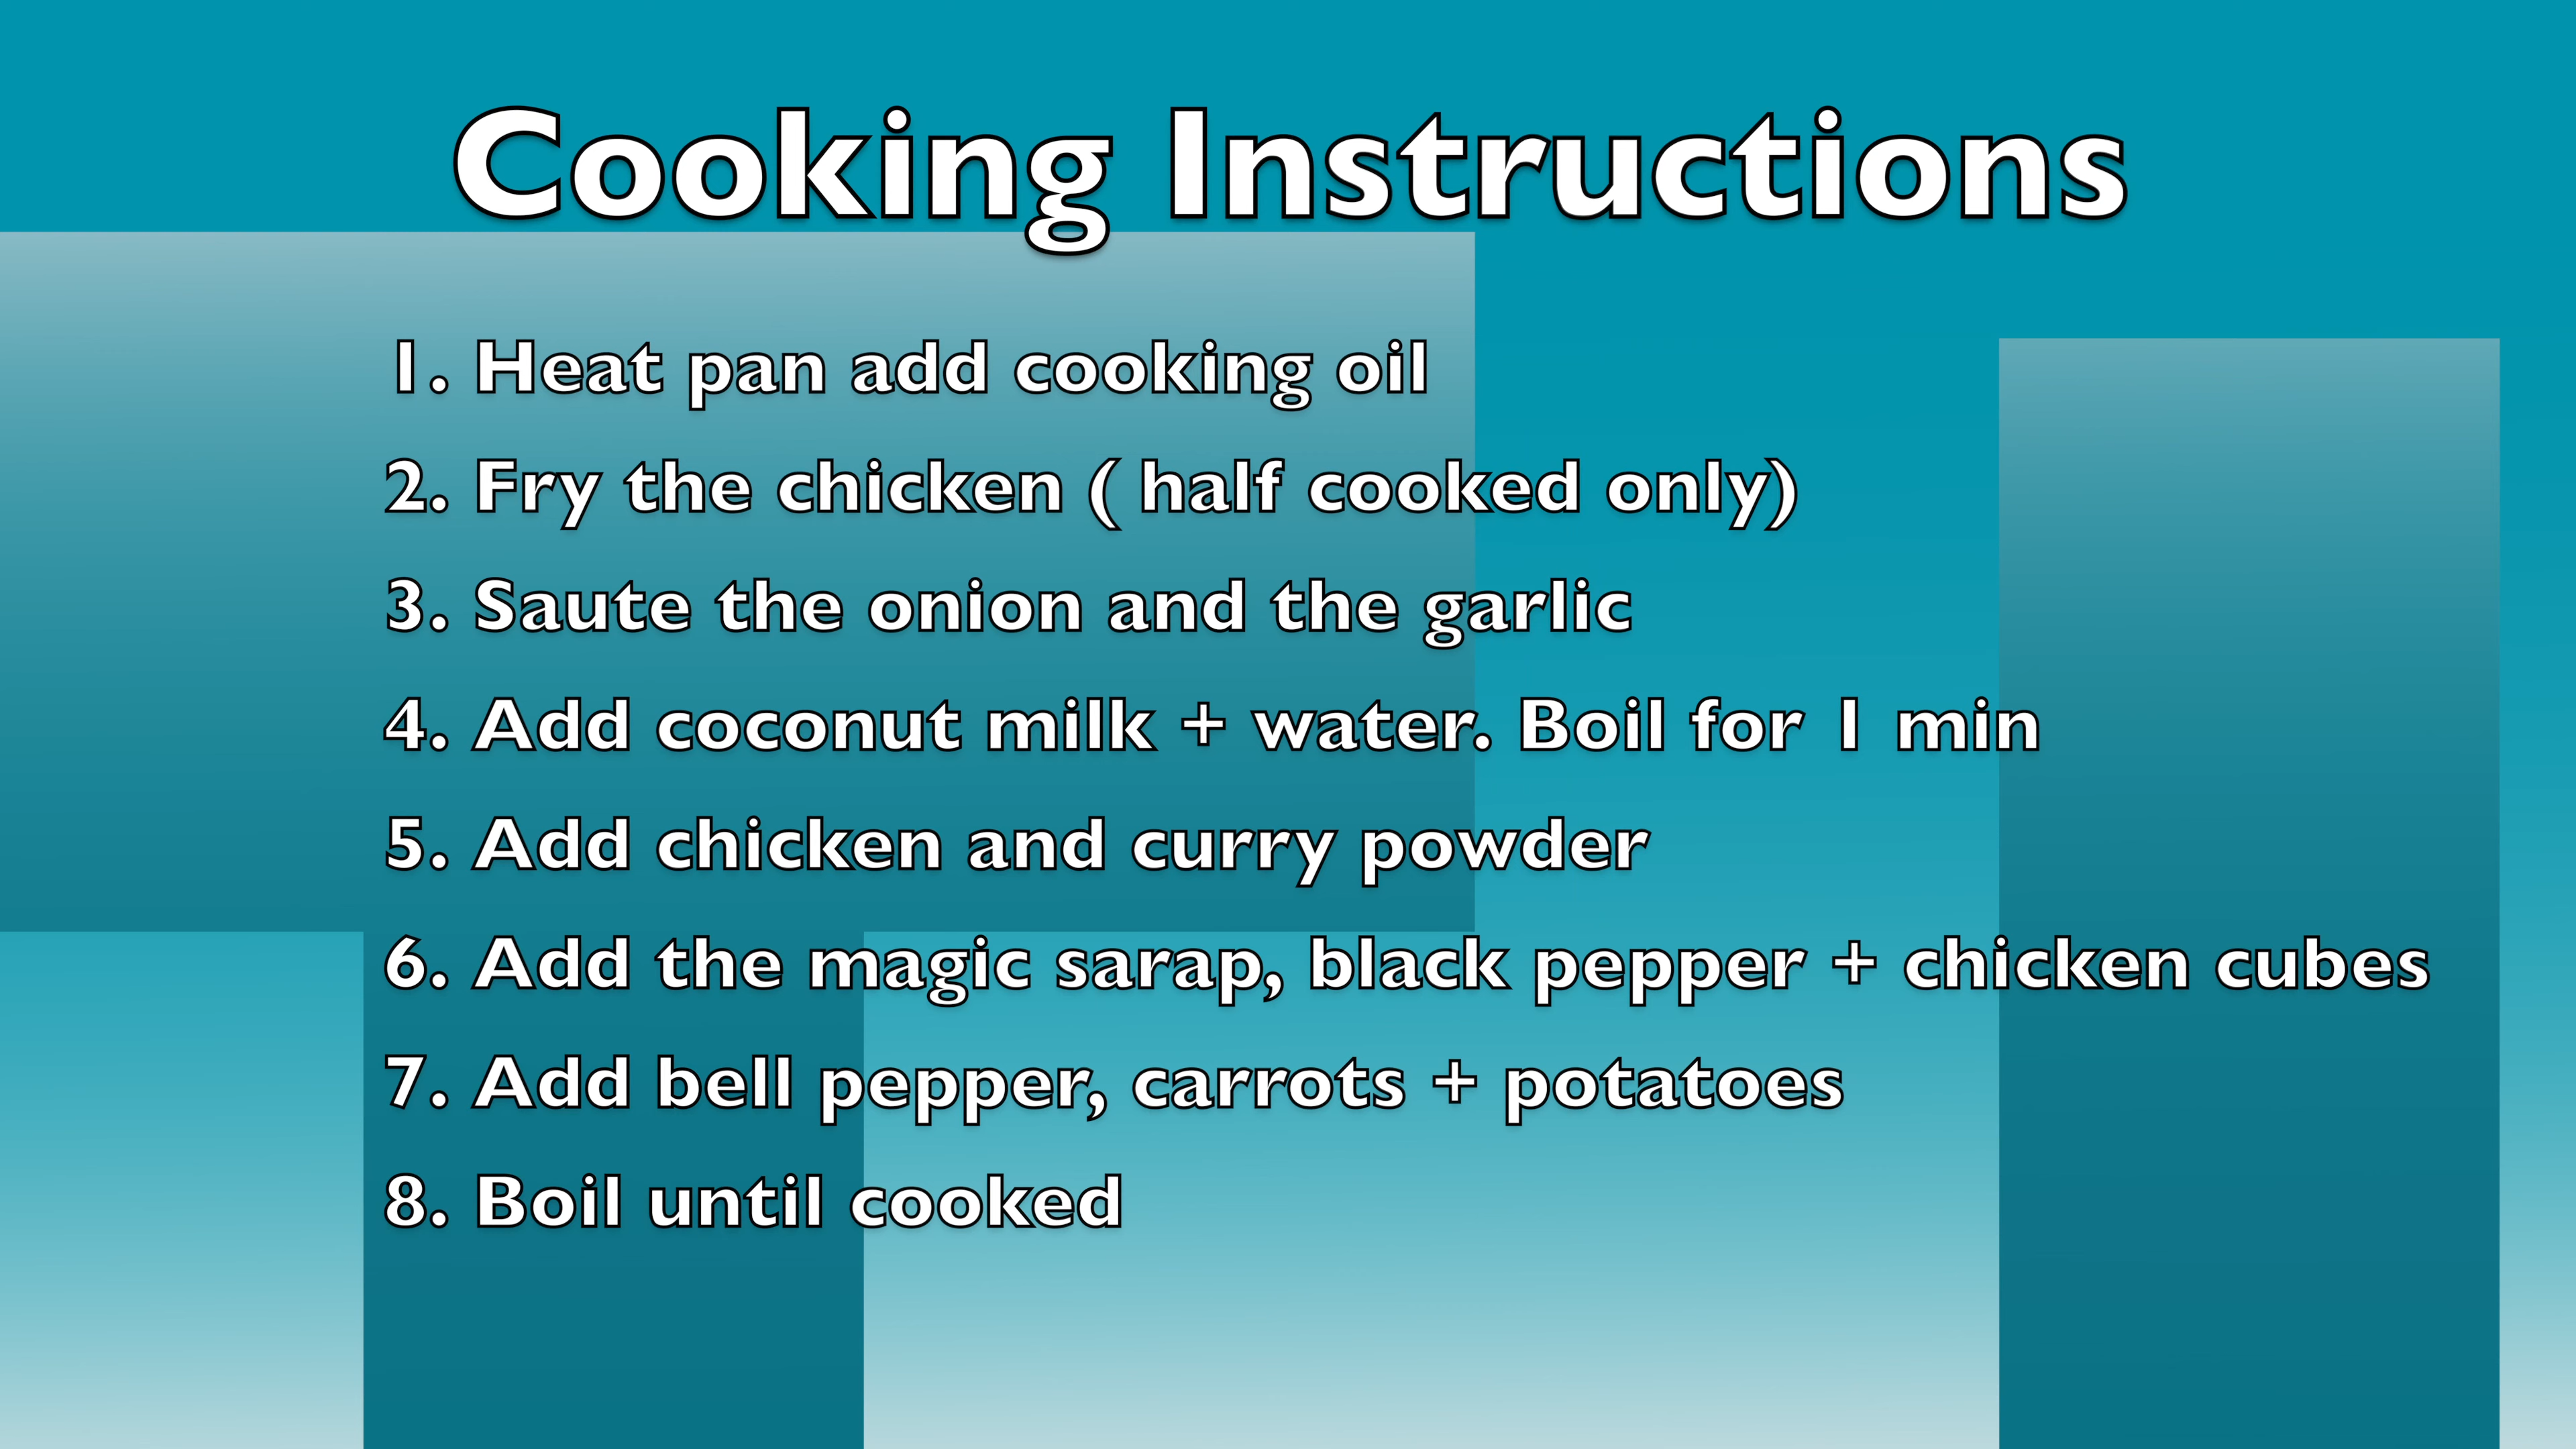 Cooking Instructions
1. Heat pan add cooking oil
2. Fry the chicken ( half cooked only)
3. Saute the onion and the garlic
4. Add coconut milk + water. Boil for 1 min
5. Add chicken and curry powder
6. Add the magic sarap, black pepper + chicken cubes
7. Add bell pepper, carrots + potatoes
8. Boil until cooked